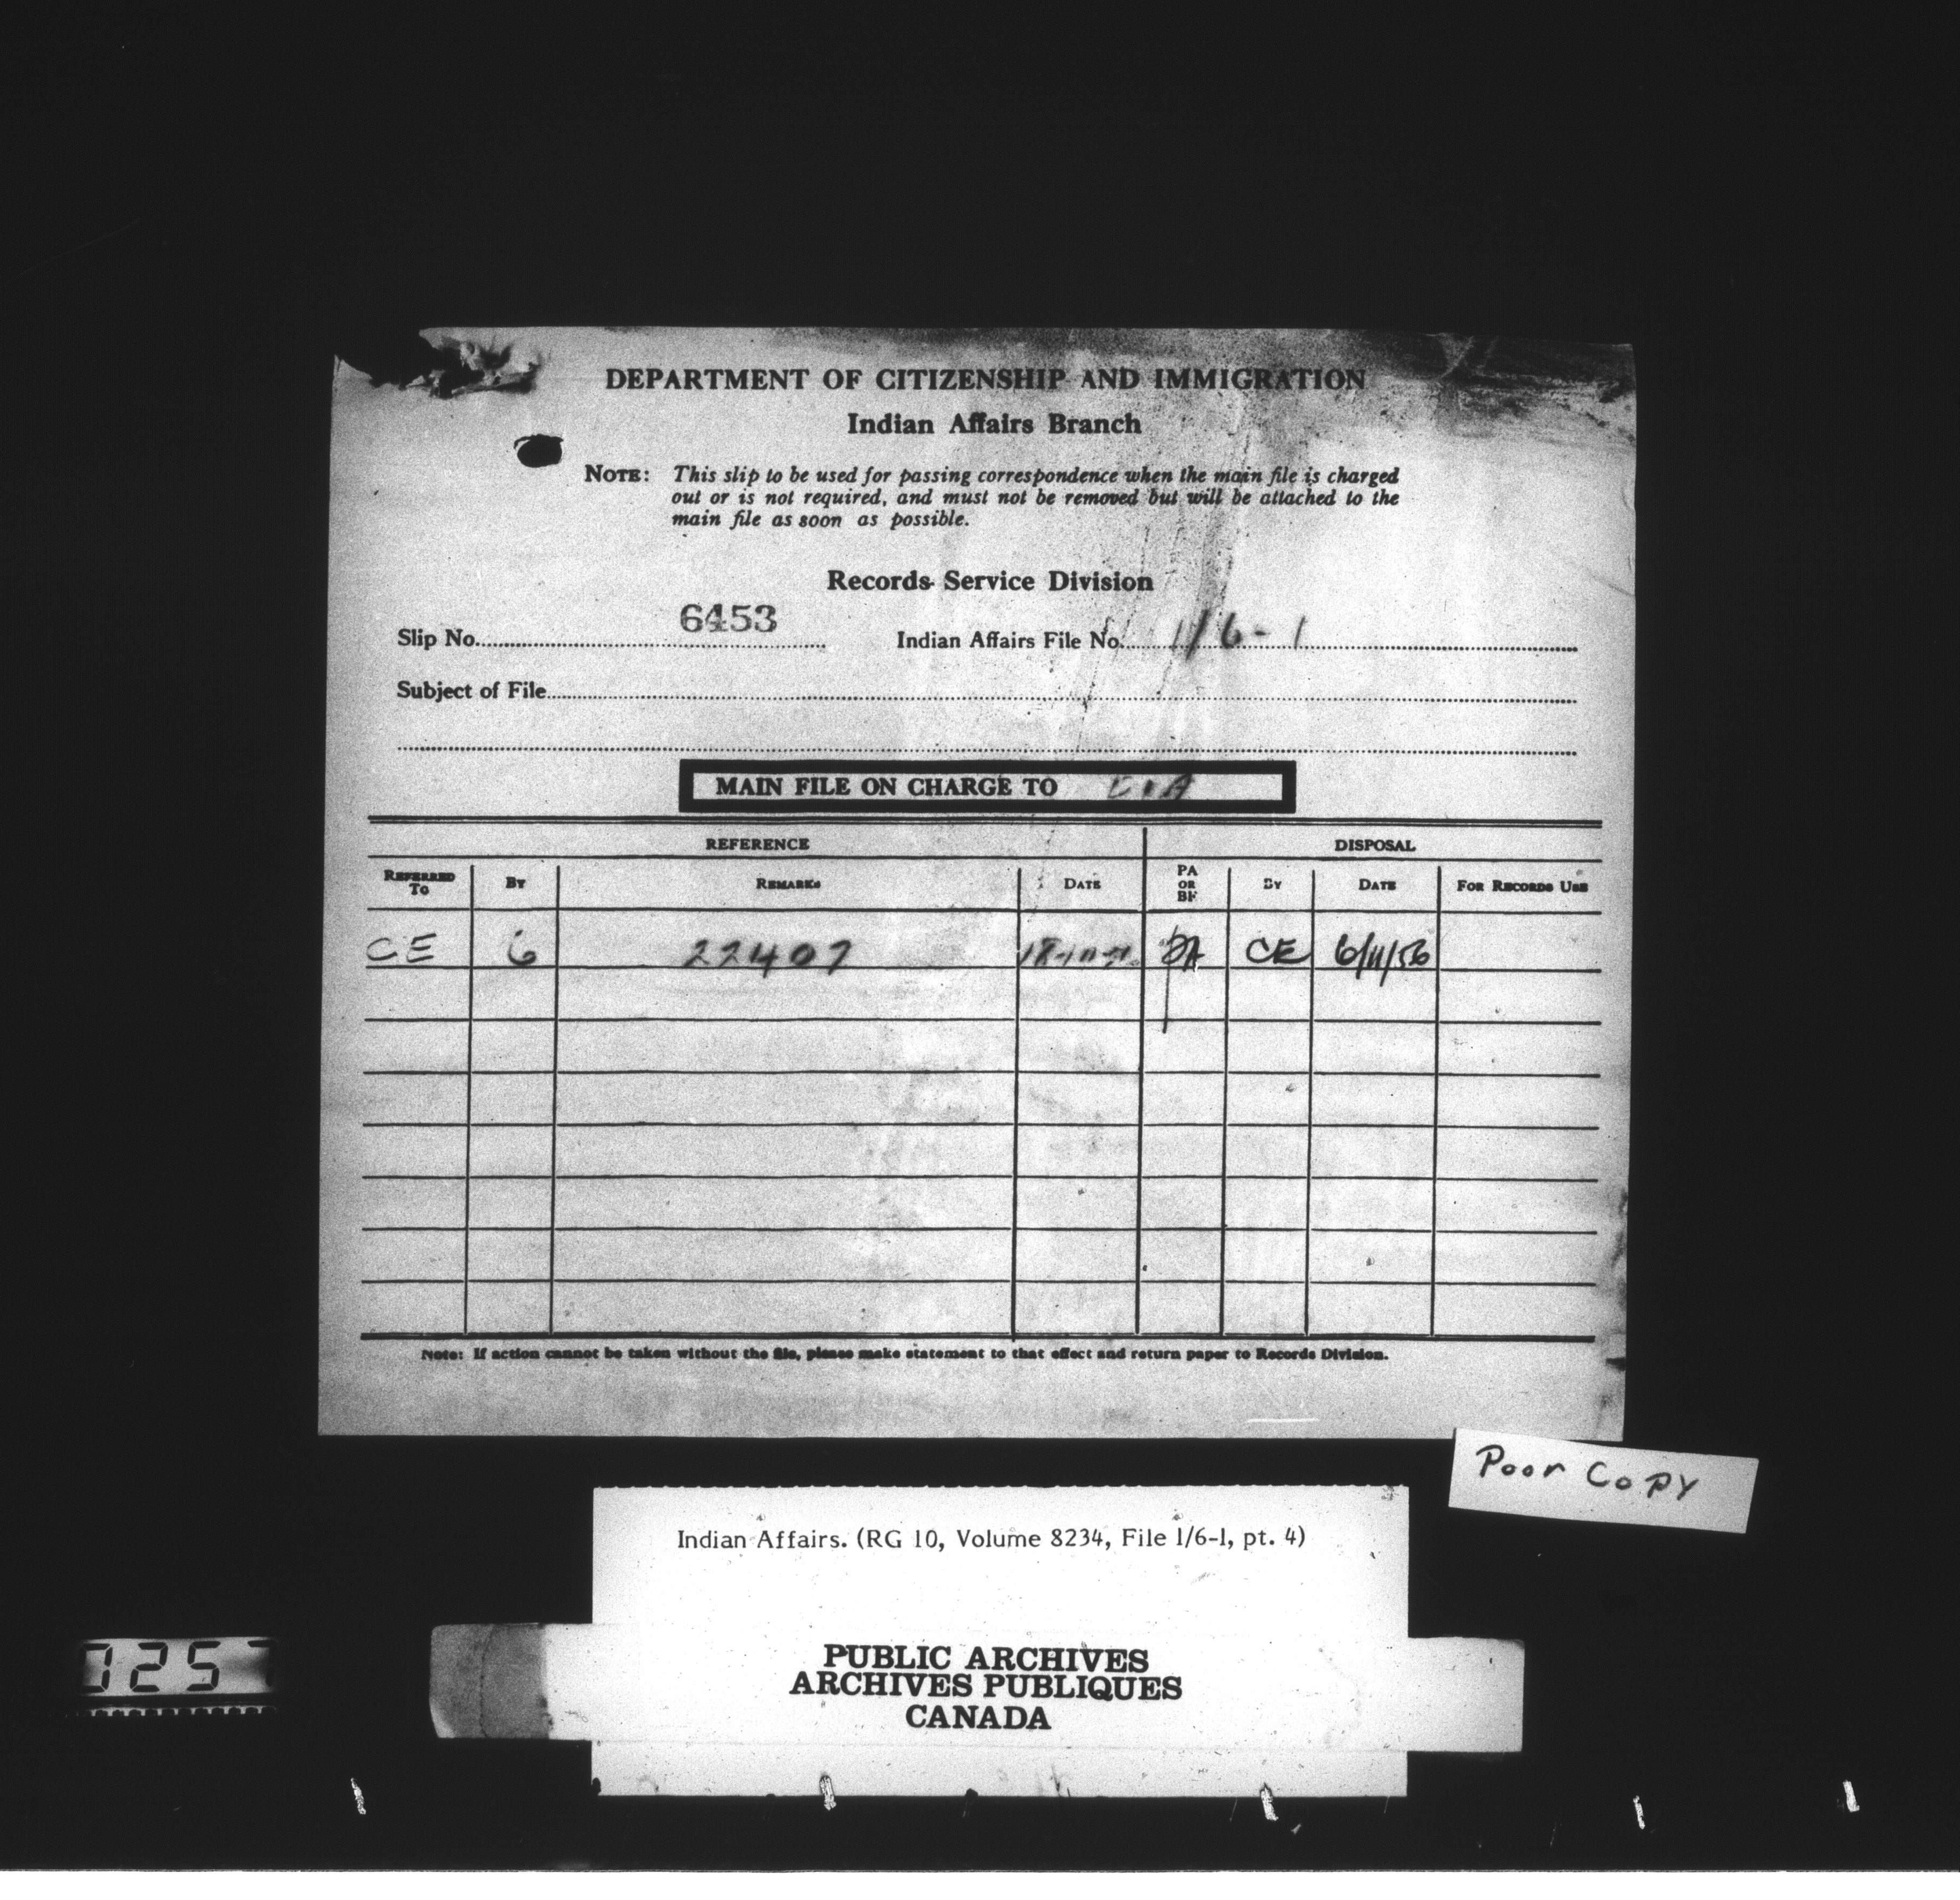 DEPARTMENT OF CITIZENSHIP AND IMMIGRATION
Indian Affairs Branch
NOTE: This slip to be used for passing correspondence when the main file is charged
out or is not required, and must not be removed but will be attached to the
main file as soon as possible.
Records Service Division
Slip No. 6453 Indian Affairs File No. 1/6-1
Subject of File
MAIN FILE ON CHARGE TO
REFERENCE DISPOSAL
REFERRED TO BY REMARKS DATE PA OR BF BY DATE FOR RECORDS USE
CE 6 22407 PA CE 6/11/56
Note: If action cannot be taken without the file, please make statement to that effect and return paper to Records Division.
Poor Copy
Indian Affairs. (RG 10, Volume 8234, File 1/6-1, pt. 4)
PUBLIC ARCHIVES
ARCHIVES PUBLIQUES
CANADA